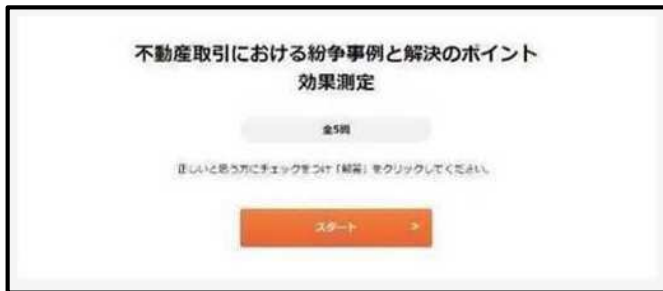 不動産取引における紛争事例と解決のポイント
効果測定
全5問
正しいと思う方にチェックをつけ「解答」をクリックしてください。
スタート »